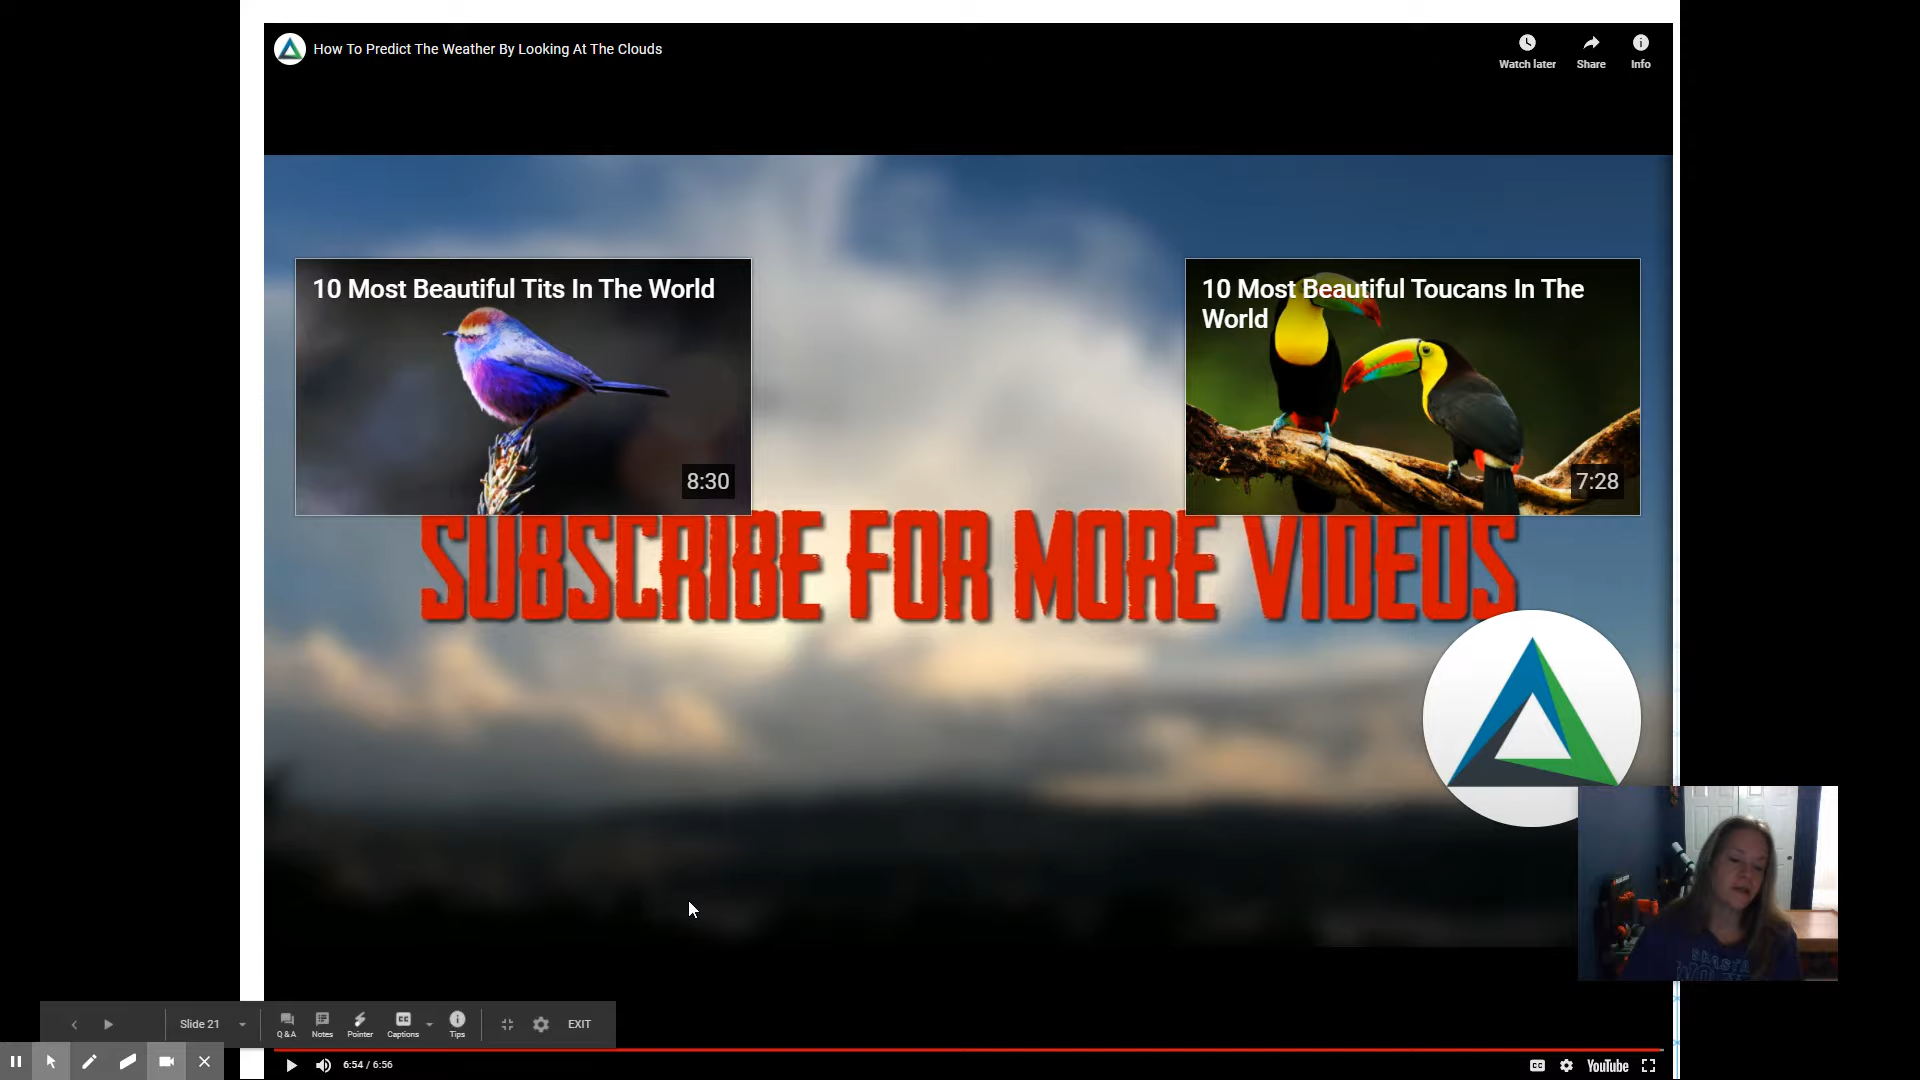 How To Predict The Weather By Looking At The Clouds
Watch later
Share
Info
10 Most Beautiful Tits In The World
8:30
10 Most Beautiful Toucans In The
World
7:28
SUBSCRIBE FOR MORE VIDEOS
Slide 21
Q&A
Notes
Pointer
Captions
Tips
EXIT
6:54 / 6:56
CC
YouTube